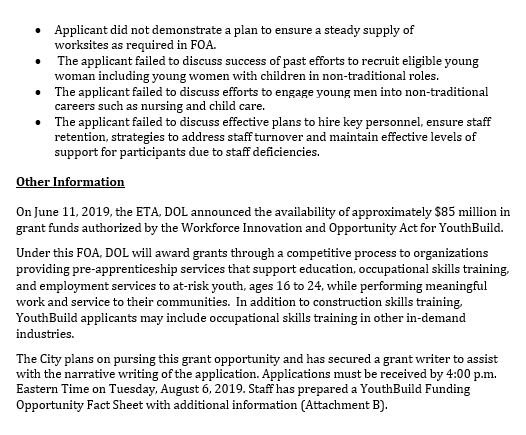 • Applicant did not demonstrate a plan to ensure a steady supply of
worksites as required in FOA.
• The applicant failed to discuss success of past efforts to recruit eligible young
woman including young women with children in non-traditional roles.
• The applicant failed to discuss efforts to engage young men into non-traditional
careers such as nursing and child care.
• The applicant failed to discuss effective plans to hire key personnel, ensure staff
retention, strategies to address staff turnover and maintain effective levels of
support for participants due to staff deficiencies.
Other Information
On June 11, 2019, the ETA, DOL announced the availability of approximately $85 million in
grant funds authorized by the Workforce Innovation and Opportunity Act for YouthBuild.
Under this FOA, DOL will award grants through a competitive process to organizations
providing pre-apprenticeship services that support education, occupational skills training,
and employment services to at-risk youth, ages 16 to 24, while performing meaningful
work and service to their communities. In addition to construction skills training,
YouthBuild applicants may include occupational skills training in other in-demand
industries.
The City plans on pursing this grant opportunity and has secured a grant writer to assist
with the narrative writing of the application. Applications must be received by 4:00 p.m.
Eastern Time on Tuesday, August 6, 2019. Staff has prepared a YouthBuild Funding
Opportunity Fact Sheet with additional information (Attachment B).